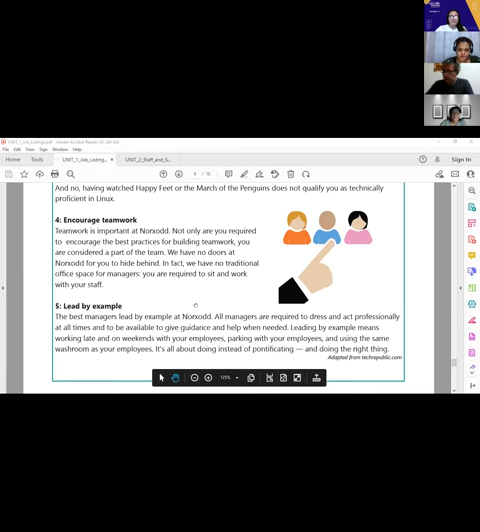 UNIT_1_Job_Listings.pdf - Adobe Acrobat Reader DC (64-bit)
File Edit View Sign Window Help
Home Tools UNIT_1_Job_Listing... × UNIT_2_Staff_and_S... Sign In
/ 10
And no, having watched Happy Feet or the March of the Penguins does not qualify you as technically
proficient in Linux.
4: Encourage teamwork
Teamwork is important at Norxodd. Not only are you required
to encourage the best practices for building teamwork, you
are considered a part of the team. We have no doors at
Norxodd for you to hide behind. In fact, we have no traditional
office space for managers: you are required to sit and work
with your staff.
5: Lead by example
The best managers lead by example at Norxodd. All managers are required to dress and act professionally
at all times and to be available to give guidance and help when needed. Leading by example means
working late and on weekends with your employees, parking with your employees, and using the same
washroom as your employees. It's all about doing instead of pontificating — and doing the right thing.
Adapted from techrepublic.com
125%